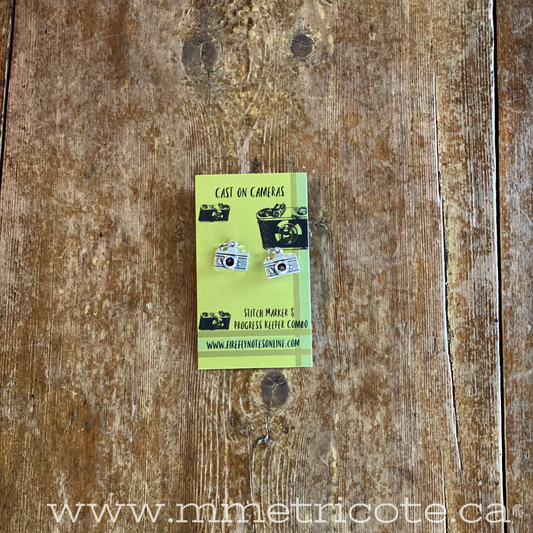 CAST ON CAMERAS
STITCH MARKER &
PROGRESS KEEPER COMBO
WWW.FIREFLYNOTESONLINE.COM
www.mmetricote.ca